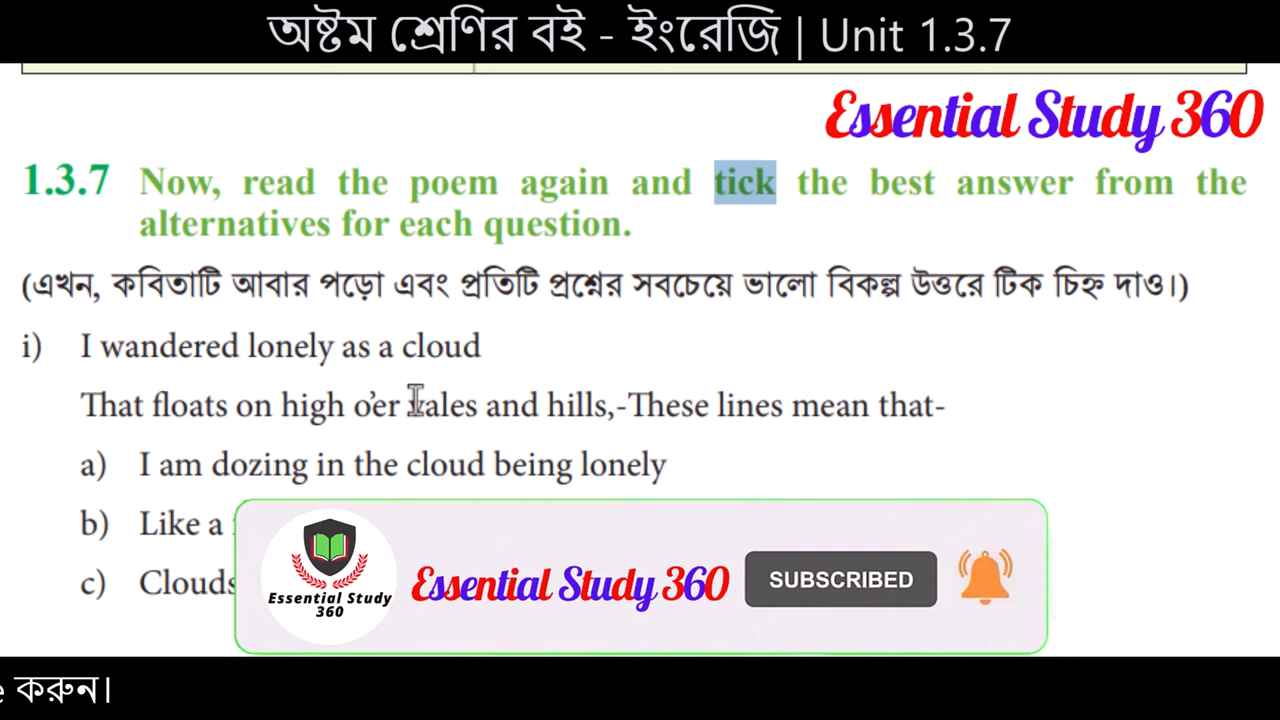 অষ্টম শ্রেণির বই - ইংরেজি | Unit 1.3.7
Essential Study 360
1.3.7 Now, read the poem again and tick the best answer from the
alternatives for each question.
(এখন, কবিতাটি আবার পড়ো এবং প্রতিটি প্রশ্নের সবচেয়ে ভালো বিকল্প উত্তরে টিক চিহ্ন দাও।)
i) I wandered lonely as a cloud
That floats on high o’er vales and hills,-These lines mean that-
a) I am dozing in the cloud being lonely
b) Like a
c) Clouds
Essential Study
360
Essential Study 360
SUBSCRIBED
করুন।